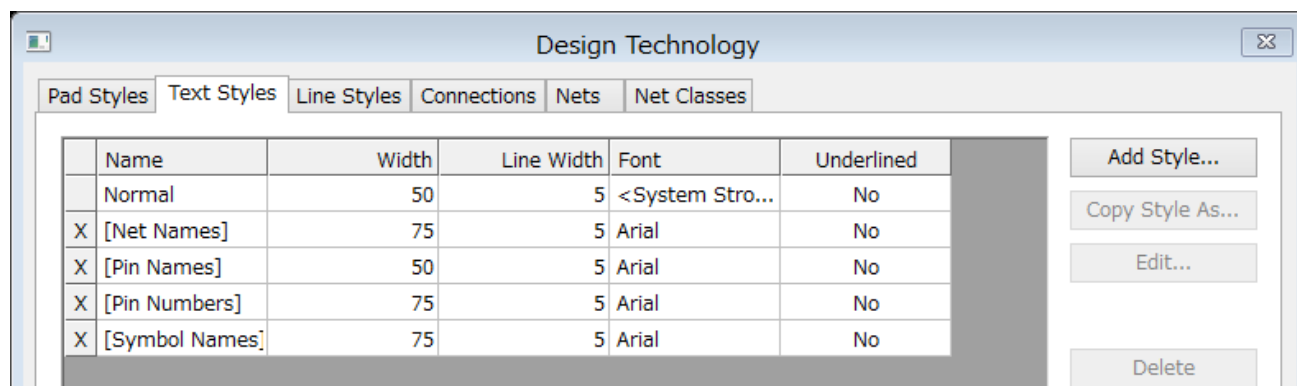 Design Technology
Pad Styles Text Styles Line Styles Connections Nets Net Classes
Name Width Line Width Font Underlined
Normal 50 5 <System Stro... No
X [Net Names] 75 5 Arial No
X [Pin Names] 50 5 Arial No
X [Pin Numbers] 75 5 Arial No
X [Symbol Names] 75 5 Arial No
Add Style...
Copy Style As...
Edit...
Delete